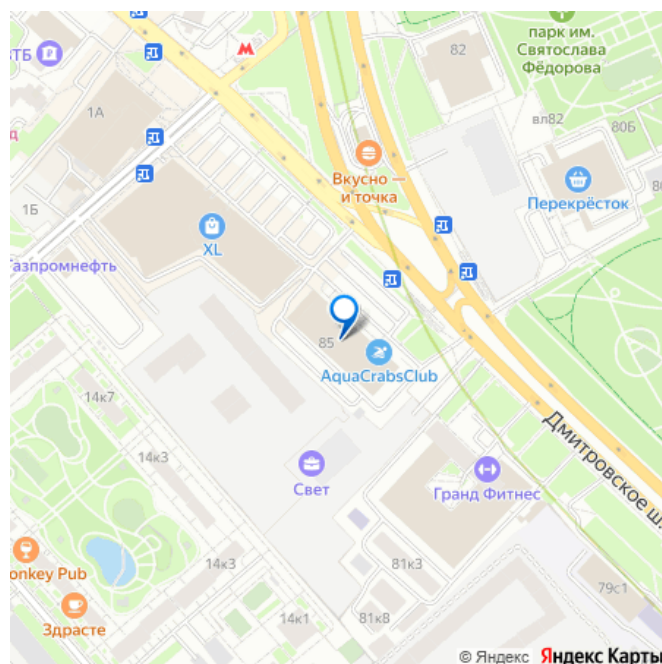 ВТБ
82
парк им.
Святослава
Фёдорова
1А
вл82
80Б
Вкусно —
и точка
Перекрёсток
1Б
XL
Газпромнефть
85
AquaCrabsClub
14к7
Дмитровское ш.
14к3
Свет
Гранд Фитнес
onkey Pub
14к3
81к3
79с1
Здрасте
14к1
81к8
© Яндекс Яндекс Карты